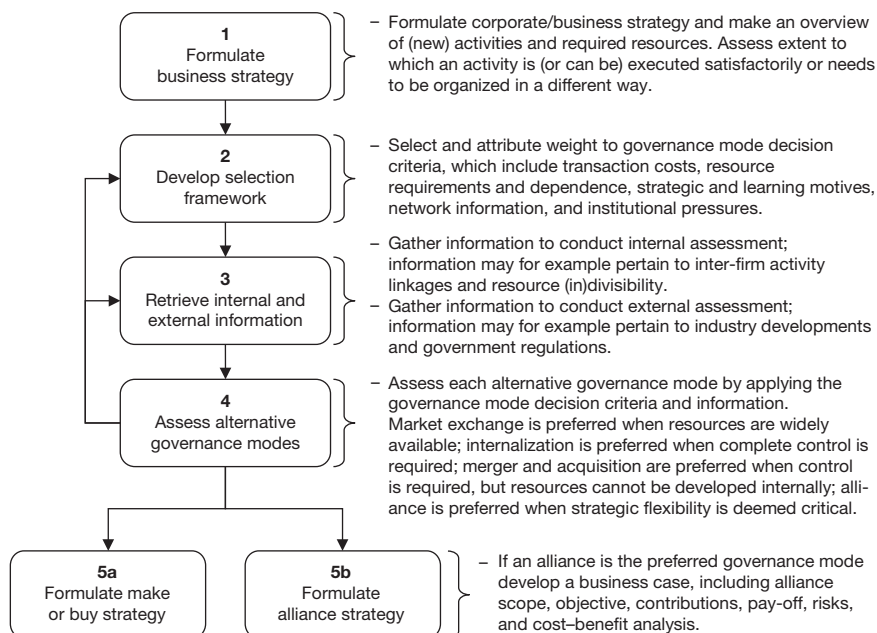 1
Formulate
business strategy
– Formulate corporate/business strategy and make an overview
of (new) activities and required resources. Assess extent to
which an activity is (or can be) executed satisfactorily or needs
to be organized in a different way.
2
Develop selection
framework
– Select and attribute weight to governance mode decision
criteria, which include transaction costs, resource
requirements and dependence, strategic and learning motives,
network information, and institutional pressures.
3
Retrieve internal and
external information
– Gather information to conduct internal assessment;
information may for example pertain to inter-firm activity
linkages and resource (in)divisibility.
– Gather information to conduct external assessment;
information may for example pertain to industry developments
and government regulations.
4
Assess alternative
governance modes
– Assess each alternative governance mode by applying the
governance mode decision criteria and information.
Market exchange is preferred when resources are widely
available; internalization is preferred when complete control is
required; merger and acquisition are preferred when control
is required, but resources cannot be developed internally; alli-
ance is preferred when strategic flexibility is deemed critical.
5a
Formulate make
or buy strategy
5b
Formulate
alliance strategy
– If an alliance is the preferred governance mode
develop a business case, including alliance
scope, objective, contributions, pay-off, risks,
and cost–benefit analysis.